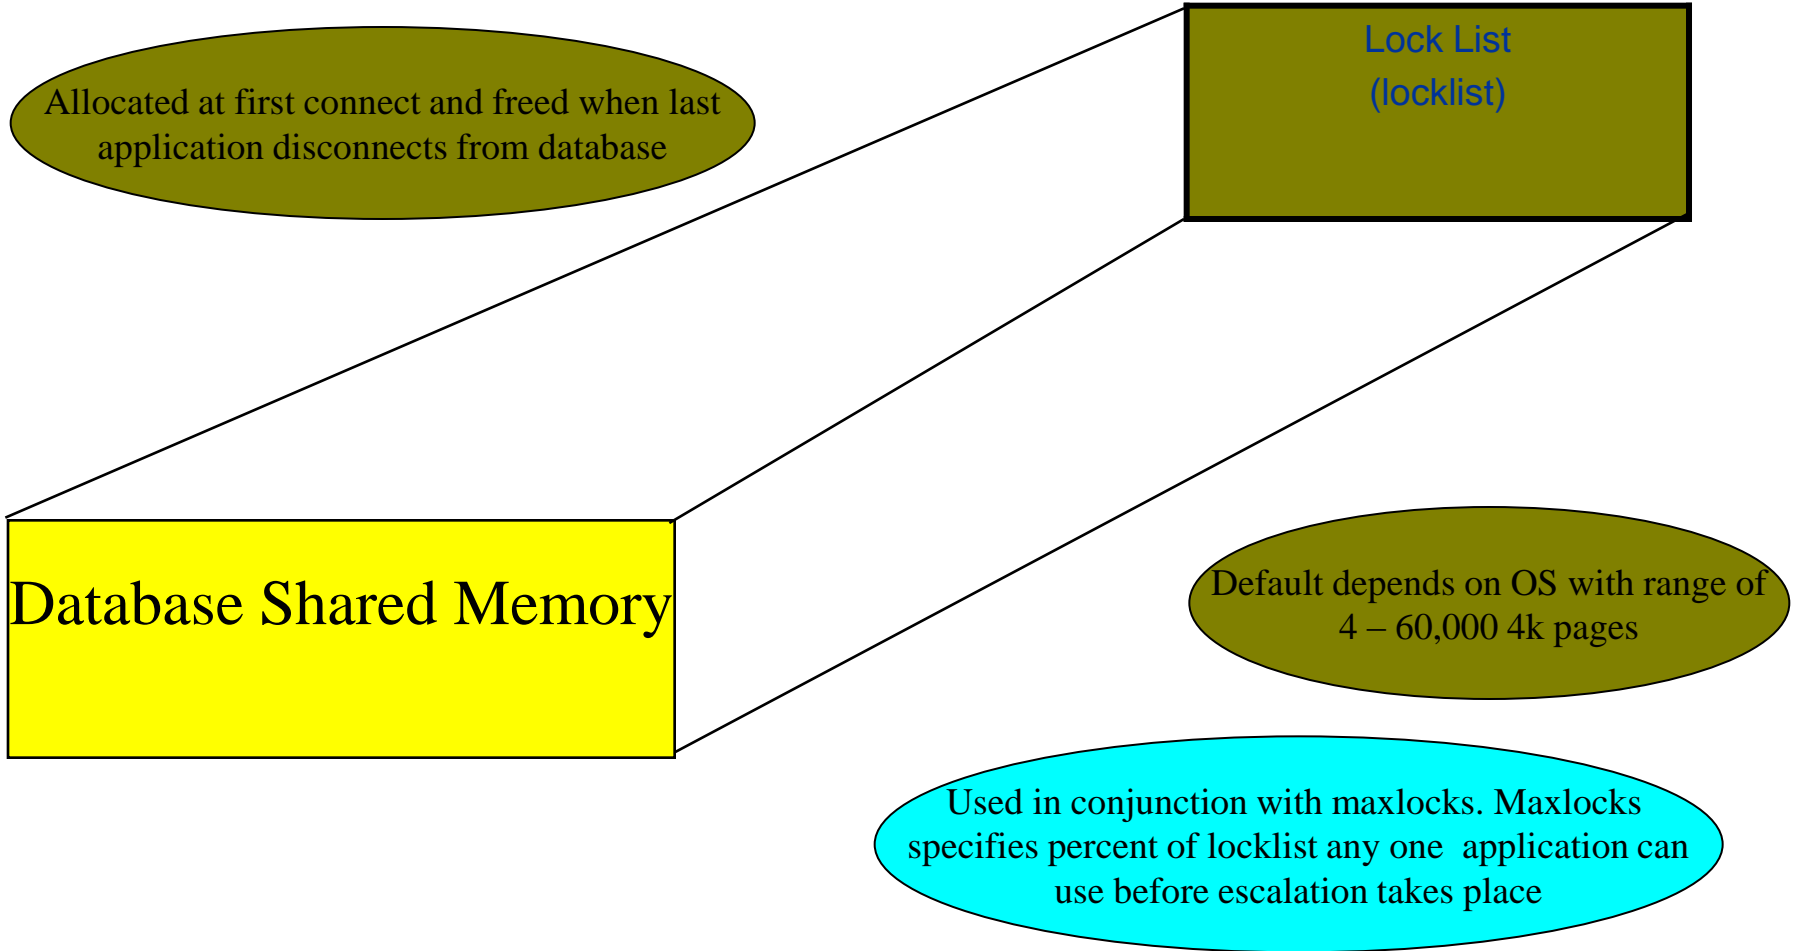 Lock List
(locklist)
Allocated at first connect and freed when last
application disconnects from database
Database Shared Memory
Default depends on OS with range of
4 – 60,000 4k pages
Used in conjunction with maxlocks. Maxlocks
specifies percent of locklist any one  application can
use before escalation takes place